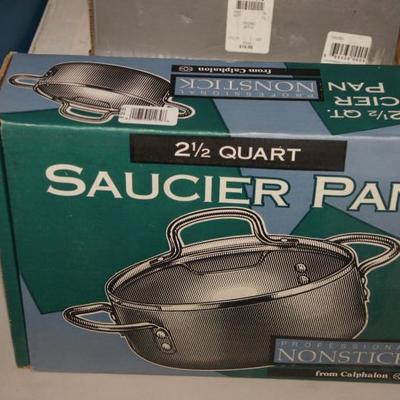 from Calphalon
NONSTICK
PROFESSIONAL
2½ QT.
CIER
PAN
2½ QUART
SAUCIER PAN
PROFESSIONAL
NONSTICK
from Calphalon